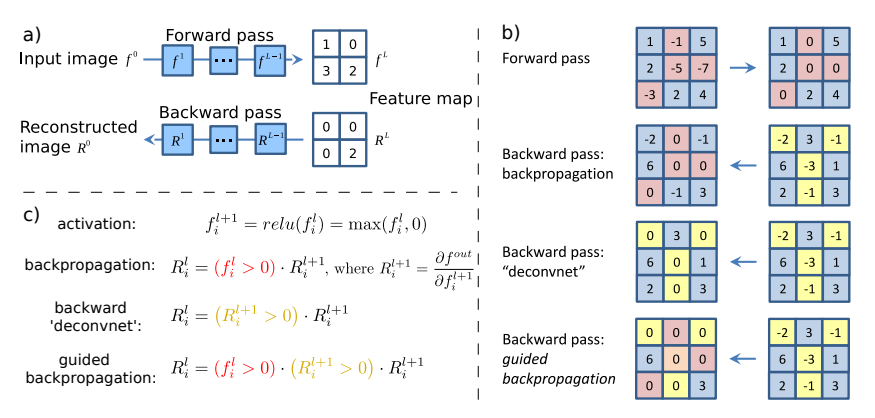 a)
Forward pass
Input image f^0
f^1
...
f^{L-1}
1 0
3 2
f^L
Feature map
Backward pass
Reconstructed
image R^0
R^1
...
R^{L-1}
0 0
0 2
R^L
b)
Forward pass
1 -1 5
2 -5 -7
-3 2 4
1 0 5
2 0 0
0 2 4
Backward pass:
backpropagation
-2 0 -1
6 0 0
0 -1 3
-2 3 -1
6 -3 1
2 -1 3
Backward pass:
“deconvnet”
0 3 0
6 0 1
2 0 3
-2 3 -1
6 -3 1
2 -1 3
Backward pass:
guided
backpropagation
0 0 0
6 0 0
0 0 3
-2 3 -1
6 -3 1
2 -1 3
c)
activation: f_i^{l+1} = relu(f_i^l) = max(f_i^l, 0)
backpropagation: R_i^l = (f_i^l > 0) · R_i^{l+1}, where R_i^{l+1} = ∂f^{out} / ∂f_i^{l+1}
backward
'deconvnet': R_i^l = (R_i^{l+1} > 0) · R_i^{l+1}
guided
backpropagation: R_i^l = (f_i^l > 0) · (R_i^{l+1} > 0) · R_i^{l+1}